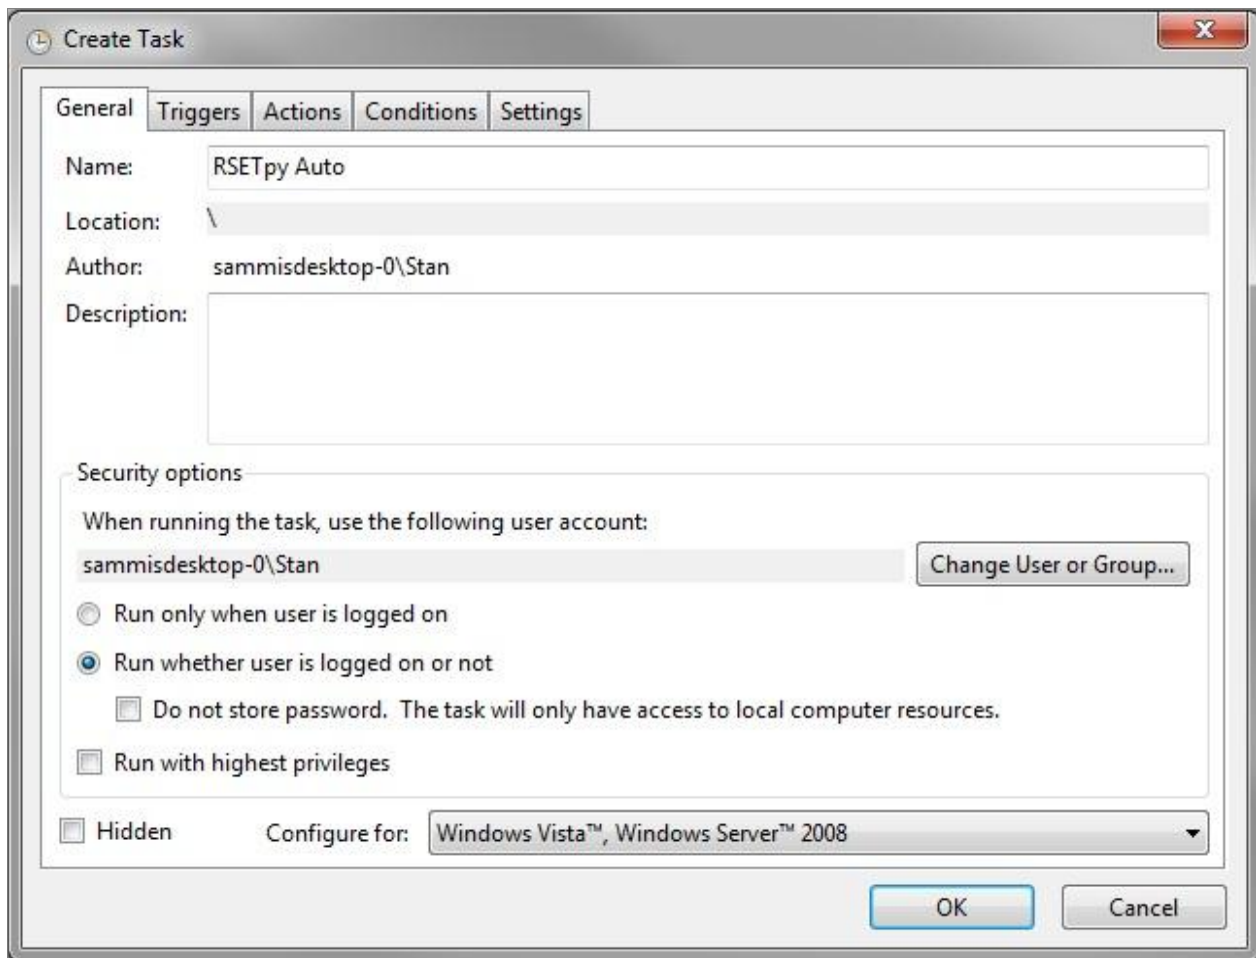 Create Task
General Triggers Actions Conditions Settings
Name: RSETpy Auto
Location: \
Author: sammisdesktop-0\Stan
Description:
Security options
When running the task, use the following user account:
sammisdesktop-0\Stan Change User or Group...
Run only when user is logged on
Run whether user is logged on or not
Do not store password. The task will only have access to local computer resources.
Run with highest privileges
Hidden Configure for: Windows Vista™, Windows Server™ 2008
OK Cancel